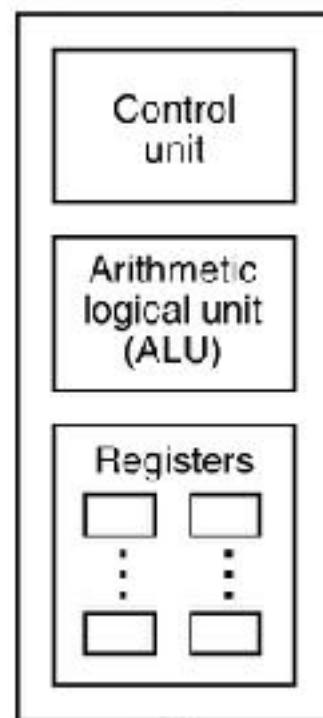 Control
unit
Arithmetic
logical unit
(ALU)
Registers